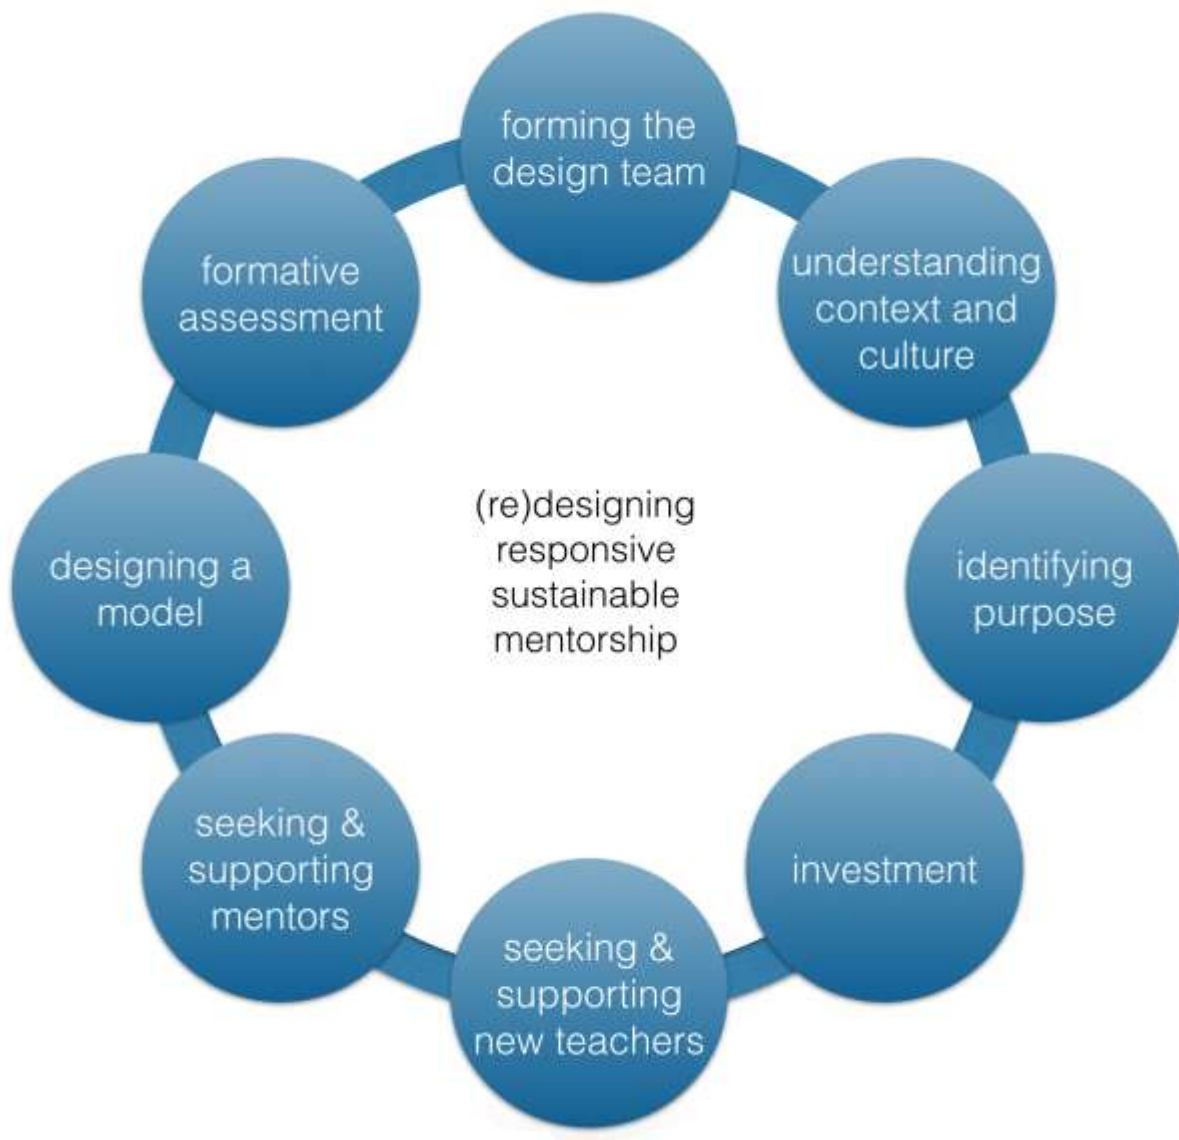 forming the
design team
understanding
context and
culture
identifying
purpose
investment
seeking &
supporting
new teachers
seeking &
supporting
mentors
designing a
model
formative
assessment
(re)designing
responsive
sustainable
mentorship